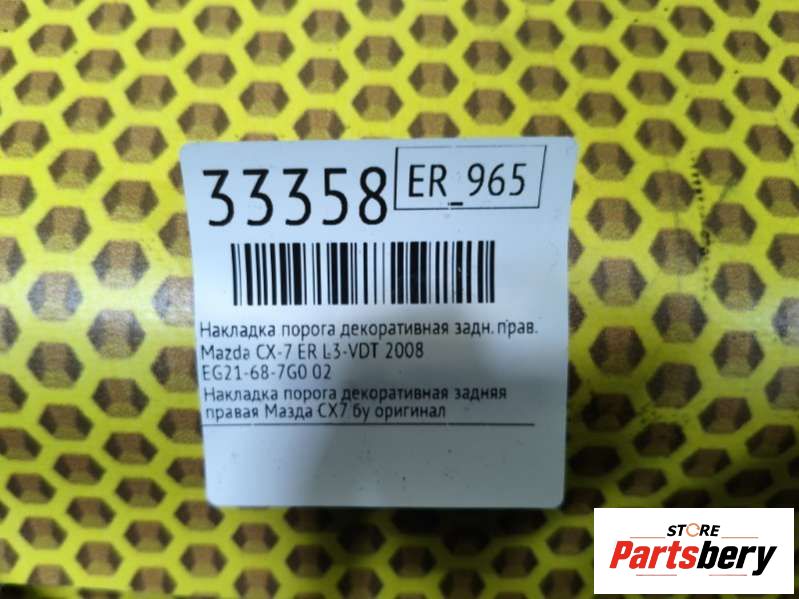 33358
ER_965
Накладка порога декоративная задн. прав.
Mazda CX-7 ER L3-VDT 2008
EG21-68-7G0 02
Накладка порога декоративная задняя
правая Мазда СХ7 бу оригинал
STORE
Partsbery